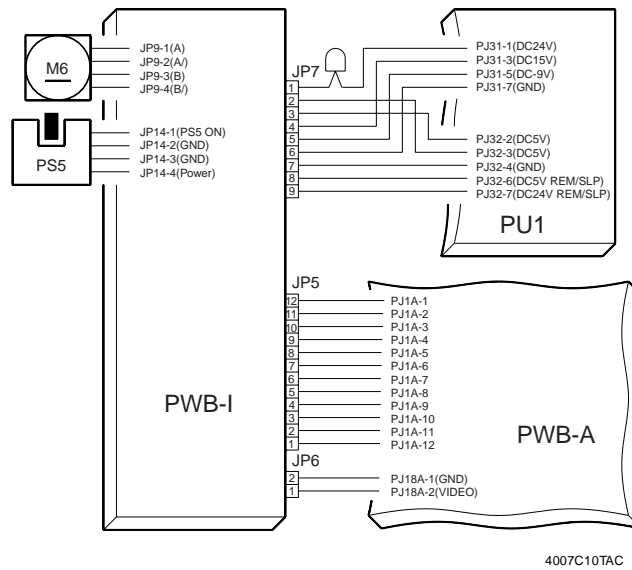 M6
JP9-1(A)
JP9-2(A/)
JP9-3(B)
JP9-4(B/)
PS5
JP14-1(PS5 ON)
JP14-2(GND)
JP14-3(GND)
JP14-4(Power)
PWB-I
JP7
1
2
3
4
5
6
7
8
9
PJ31-1(DC24V)
PJ31-3(DC15V)
PJ31-5(DC-9V)
PJ31-7(GND)
PJ32-2(DC5V)
PJ32-3(DC5V)
PJ32-4(GND)
PJ32-6(DC5V REM/SLP)
PJ32-7(DC24V REM/SLP)
PU1
JP5
12 PJ1A-1
11 PJ1A-2
10 PJ1A-3
9 PJ1A-4
8 PJ1A-5
7 PJ1A-6
6 PJ1A-7
5 PJ1A-8
4 PJ1A-9
3 PJ1A-10
2 PJ1A-11
1 PJ1A-12
PWB-A
JP6
2 PJ18A-1(GND)
1 PJ18A-2(VIDEO)
4007C10TAC